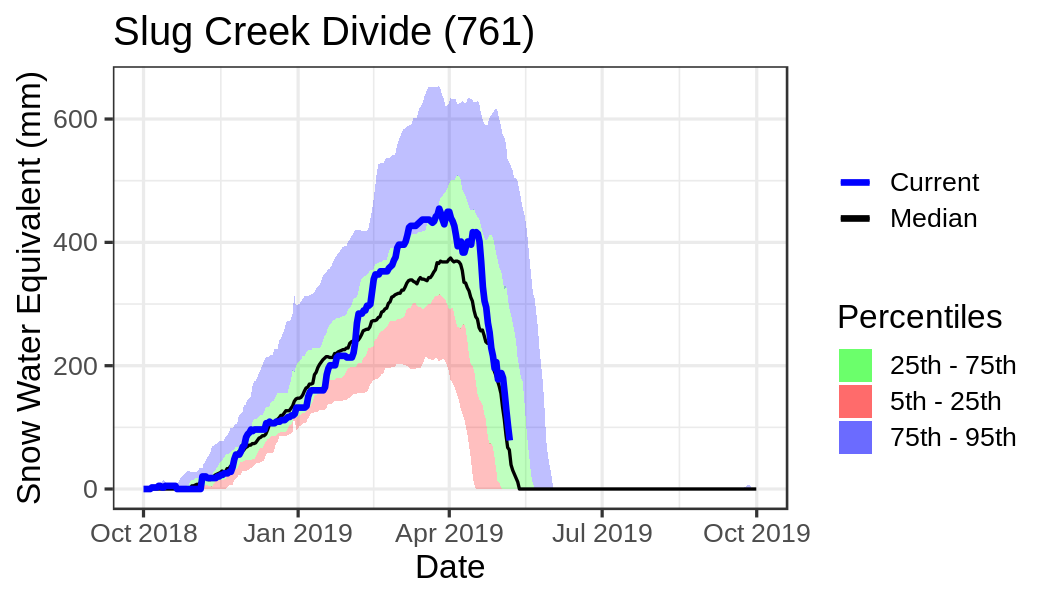 Slug Creek Divide (761)
Snow Water Equivalent (mm)
600
400
200
0
Oct 2018
Jan 2019
Apr 2019
Jul 2019
Oct 2019
Date
Current
Median
Percentiles
25th - 75th
5th - 25th
75th - 95th